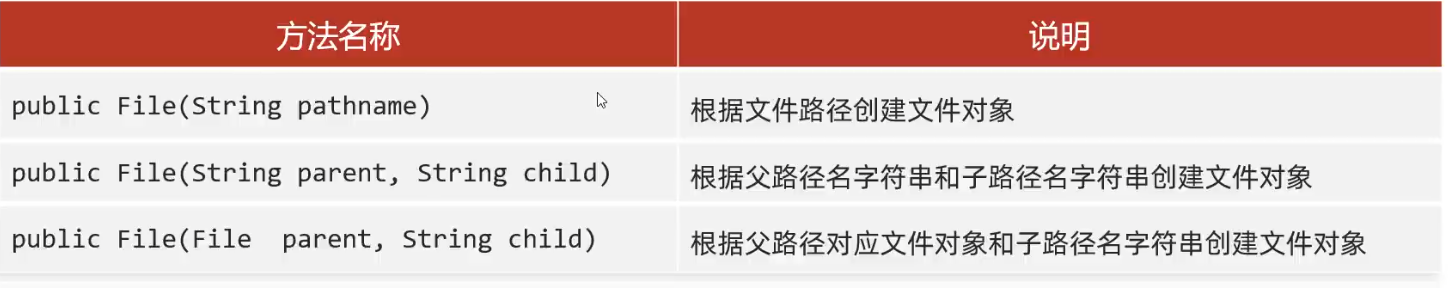 方法名称 说明
public File(String pathname) 根据文件路径创建文件对象
public File(String parent, String child) 根据父路径名字符串和子路径名字符串创建文件对象
public File(File  parent, String child) 根据父路径对应文件对象和子路径名字符串创建文件对象